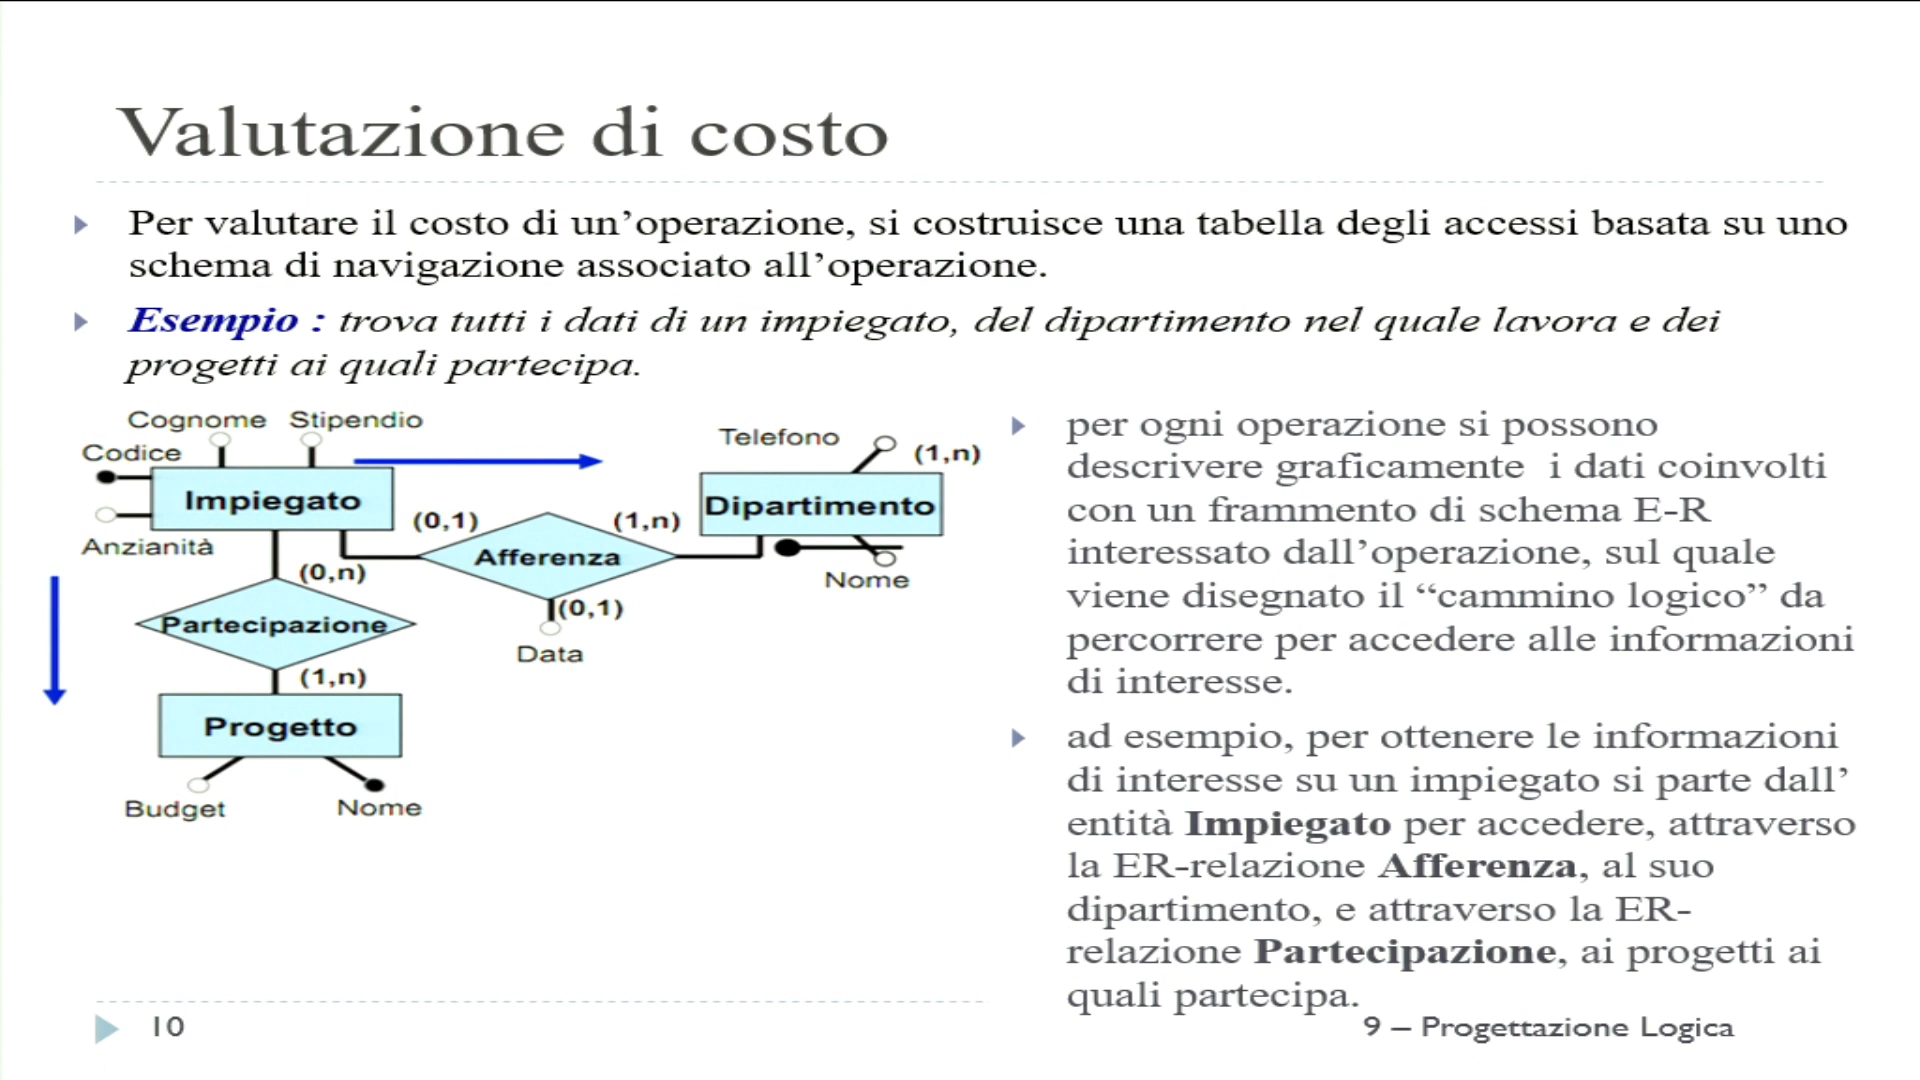 Valutazione di costo
Per valutare il costo di un’operazione, si costruisce una tabella degli accessi basata su uno
schema di navigazione associato all’operazione.
Esempio : trova tutti i dati di un impiegato, del dipartimento nel quale lavora e dei
progetti ai quali partecipa.
Cognome Stipendio
Codice
Impiegato
Anzianità
(0,1)
Afferenza
(1,n)
(0,1)
Data
Telefono
(1,n)
Dipartimento
Nome
(0,n)
Partecipazione
(1,n)
Progetto
Budget
Nome
per ogni operazione si possono
descrivere graficamente i dati coinvolti
con un frammento di schema E-R
interessato dall’operazione, sul quale
viene disegnato il “cammino logico” da
percorrere per accedere alle informazioni
di interesse.
ad esempio, per ottenere le informazioni
di interesse su un impiegato si parte dall’
entità Impiegato per accedere, attraverso
la ER-relazione Afferenza, al suo
dipartimento, e attraverso la ER-
relazione Partecipazione, ai progetti ai
quali partecipa.
10
9 – Progettazione Logica